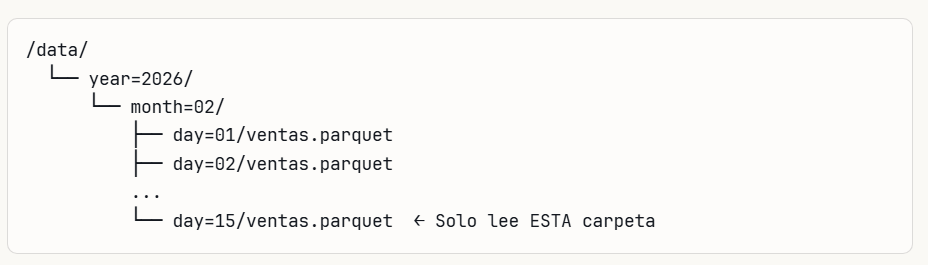 /data/
└── year=2026/
└── month=02/
├── day=01/ventas.parquet
├── day=02/ventas.parquet
...
└── day=15/ventas.parquet ← Solo lee ESTA carpeta